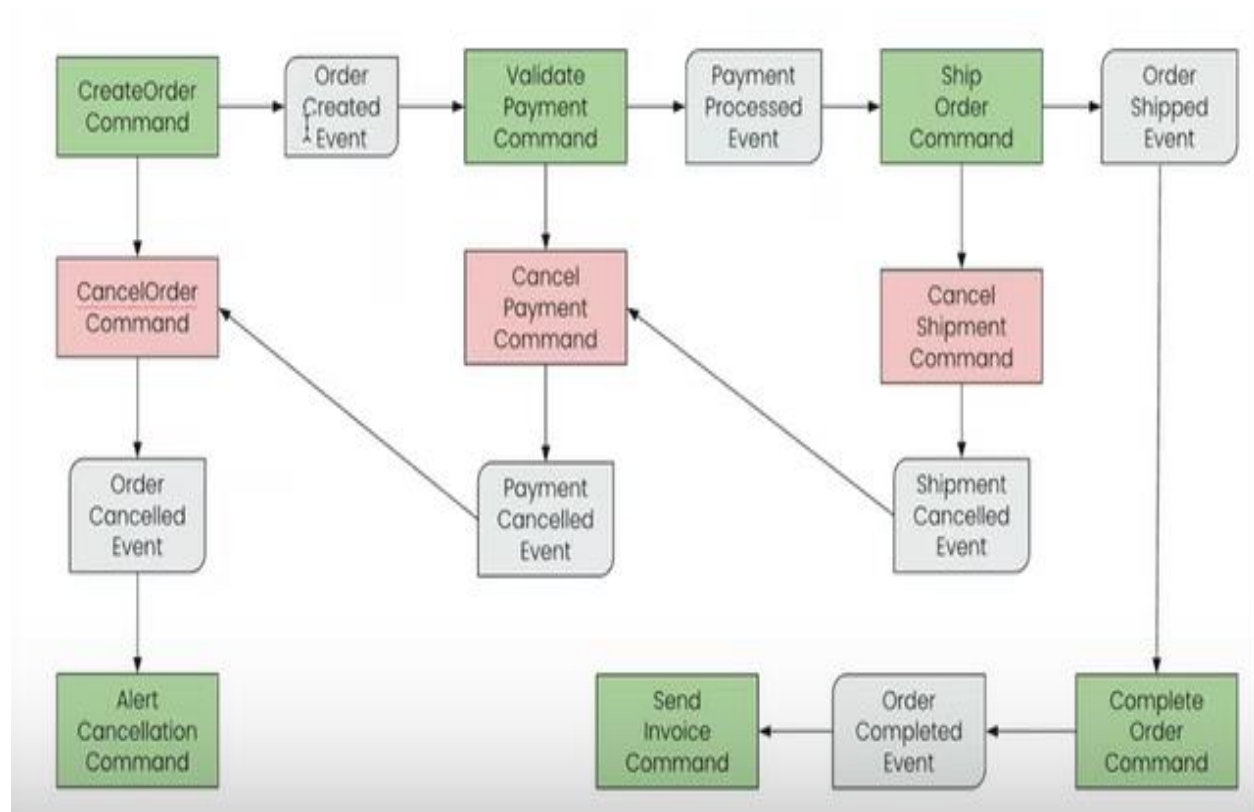 CreateOrder
Command
Order
Created
Event
Validate
Payment
Command
Payment
Processed
Event
Ship
Order
Command
Order
Shipped
Event
CancelOrder
Command
Cancel
Payment
Command
Cancel
Shipment
Command
Order
Cancelled
Event
Payment
Cancelled
Event
Shipment
Cancelled
Event
Alert
Cancellation
Command
Send
Invoice
Command
Order
Completed
Event
Complete
Order
Command